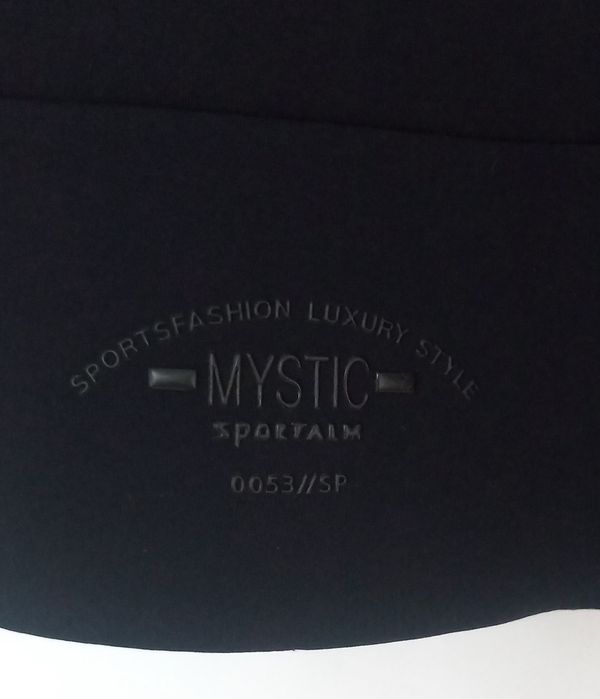 SPORTSFASHION LUXURY STYLE
MYSTIC
SPORTALM
0053//SP